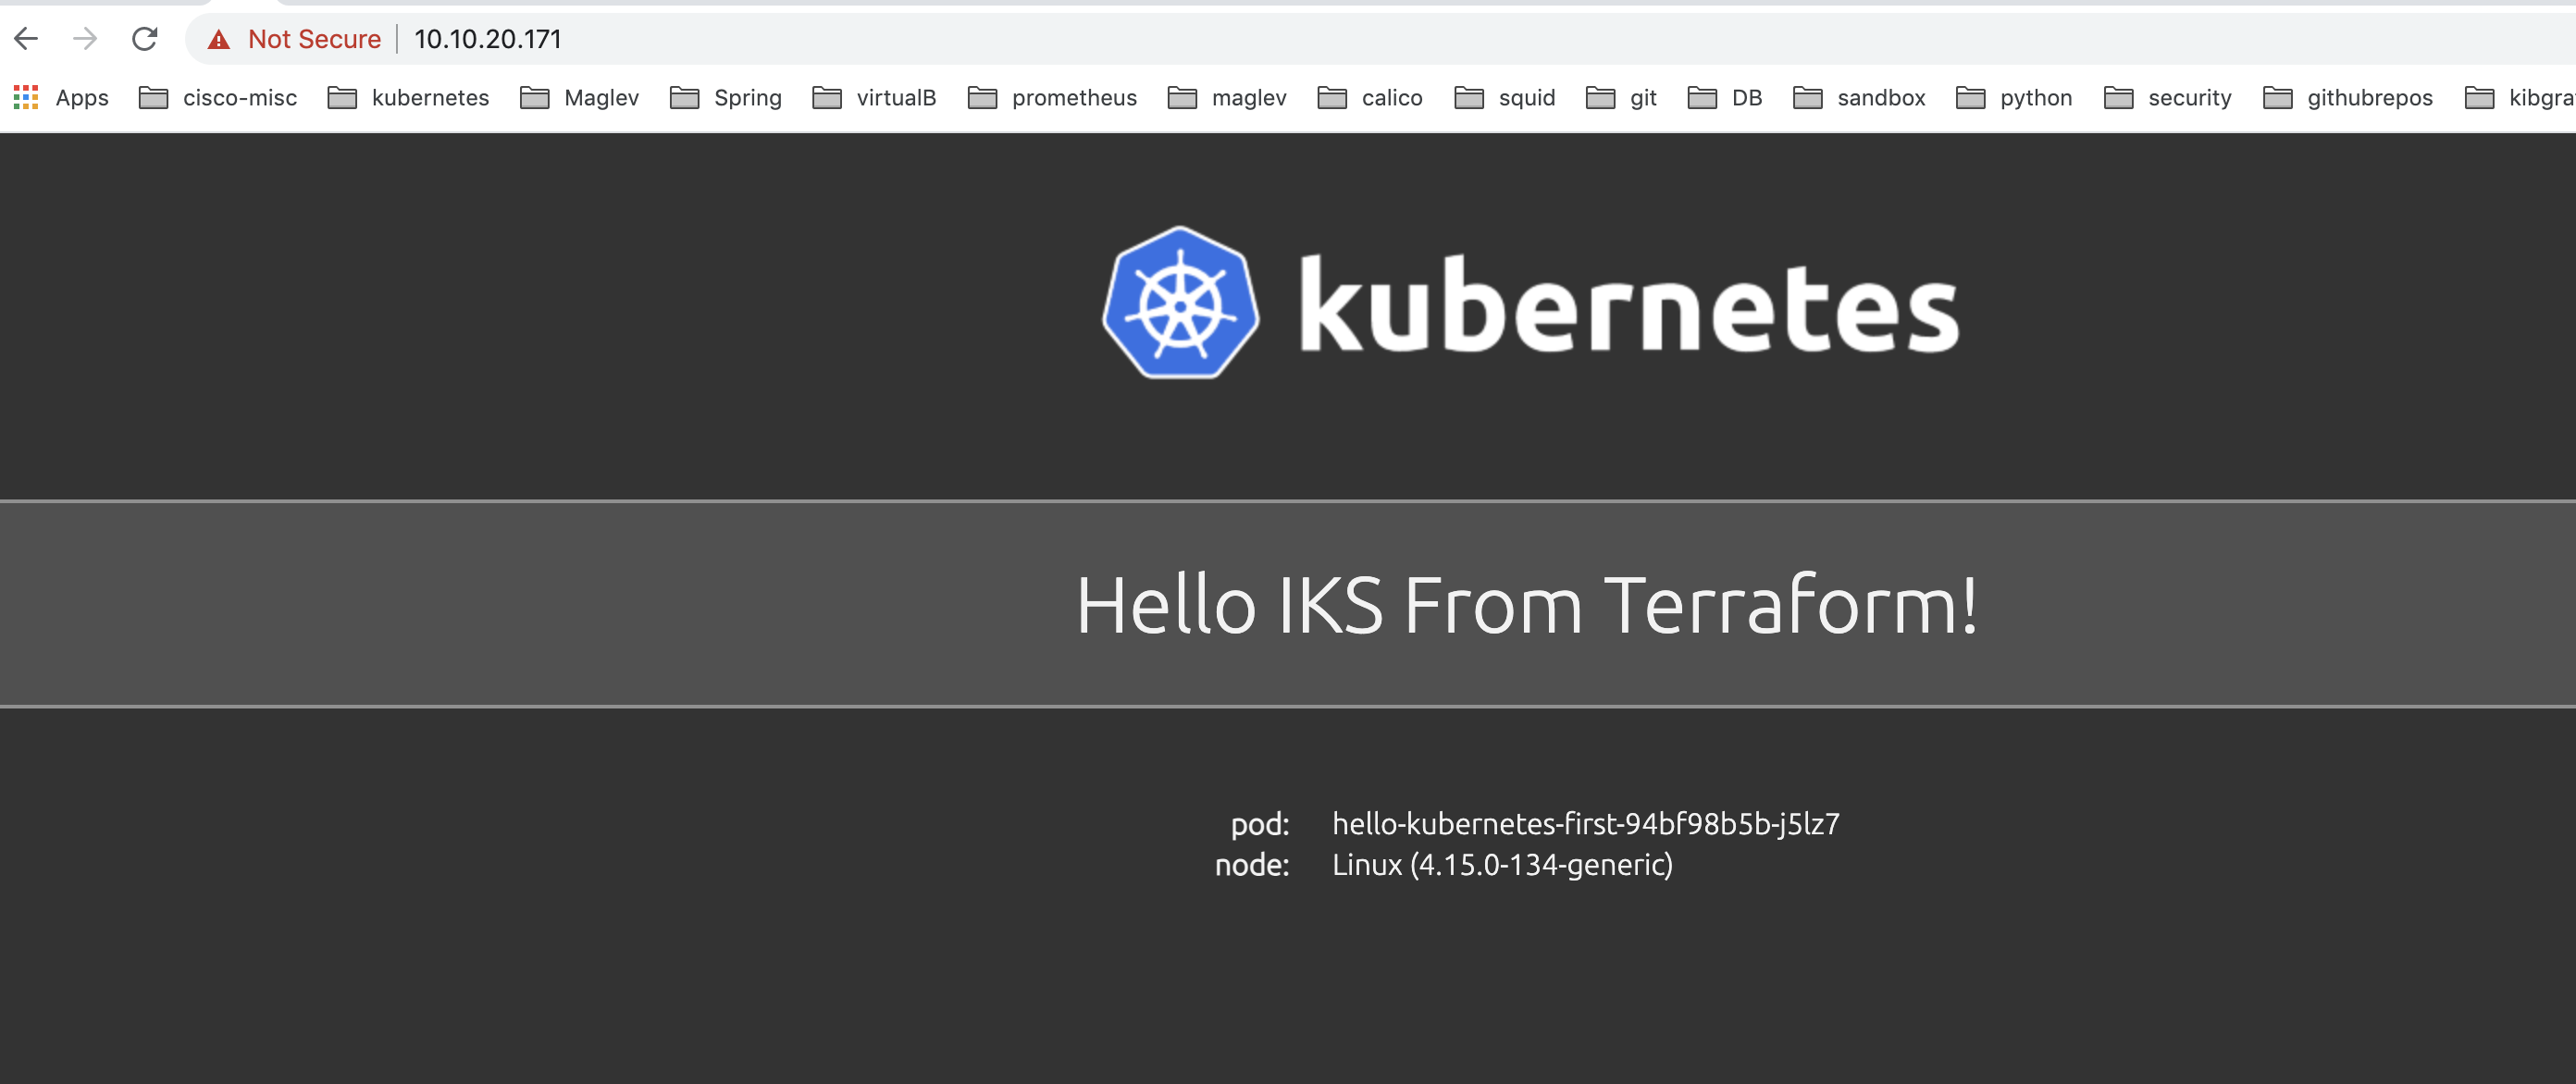 Not Secure 10.10.20.171
Apps cisco-misc kubernetes Maglev Spring virtualB prometheus maglev calico squid git DB sandbox python security githubrepos kibgra
kubernetes
Hello IKS From Terraform!
pod: hello-kubernetes-first-94bf98b5b-j5lz7
node: Linux (4.15.0-134-generic)